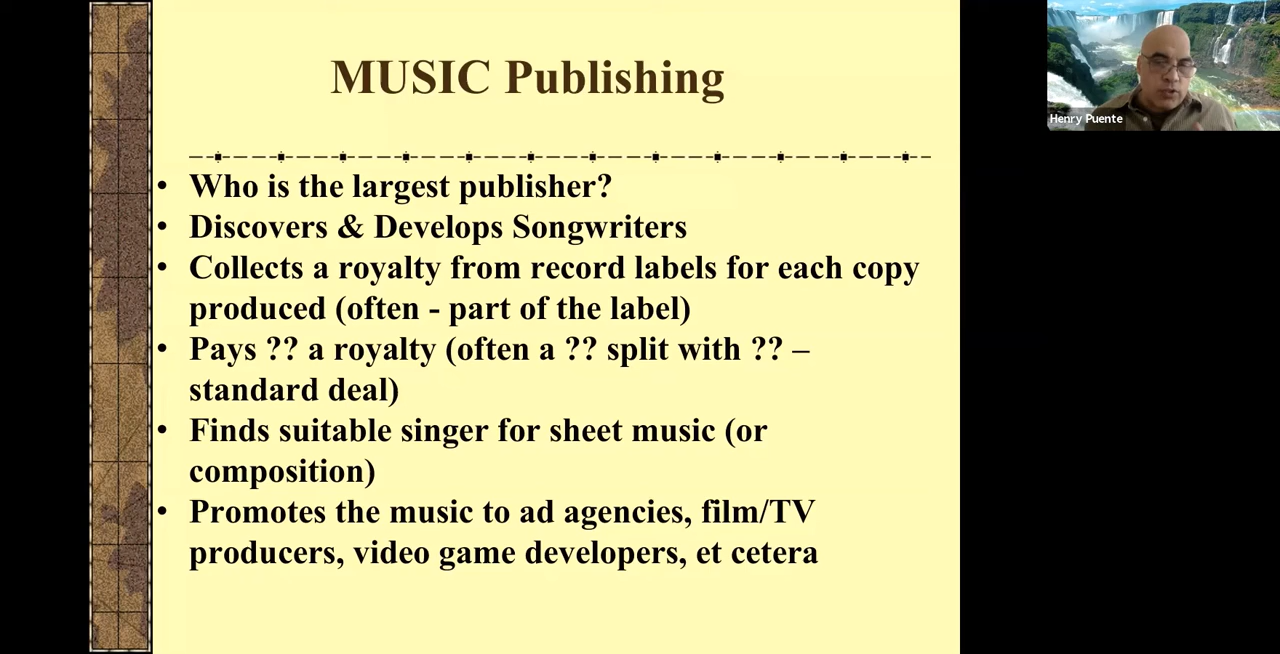 MUSIC Publishing
• Who is the largest publisher?
• Discovers & Develops Songwriters
• Collects a royalty from record labels for each copy
produced (often - part of the label)
• Pays ?? a royalty (often a ?? split with ?? –
standard deal)
• Finds suitable singer for sheet music (or
composition)
• Promotes the music to ad agencies, film/TV
producers, video game developers, et cetera
Henry Puente